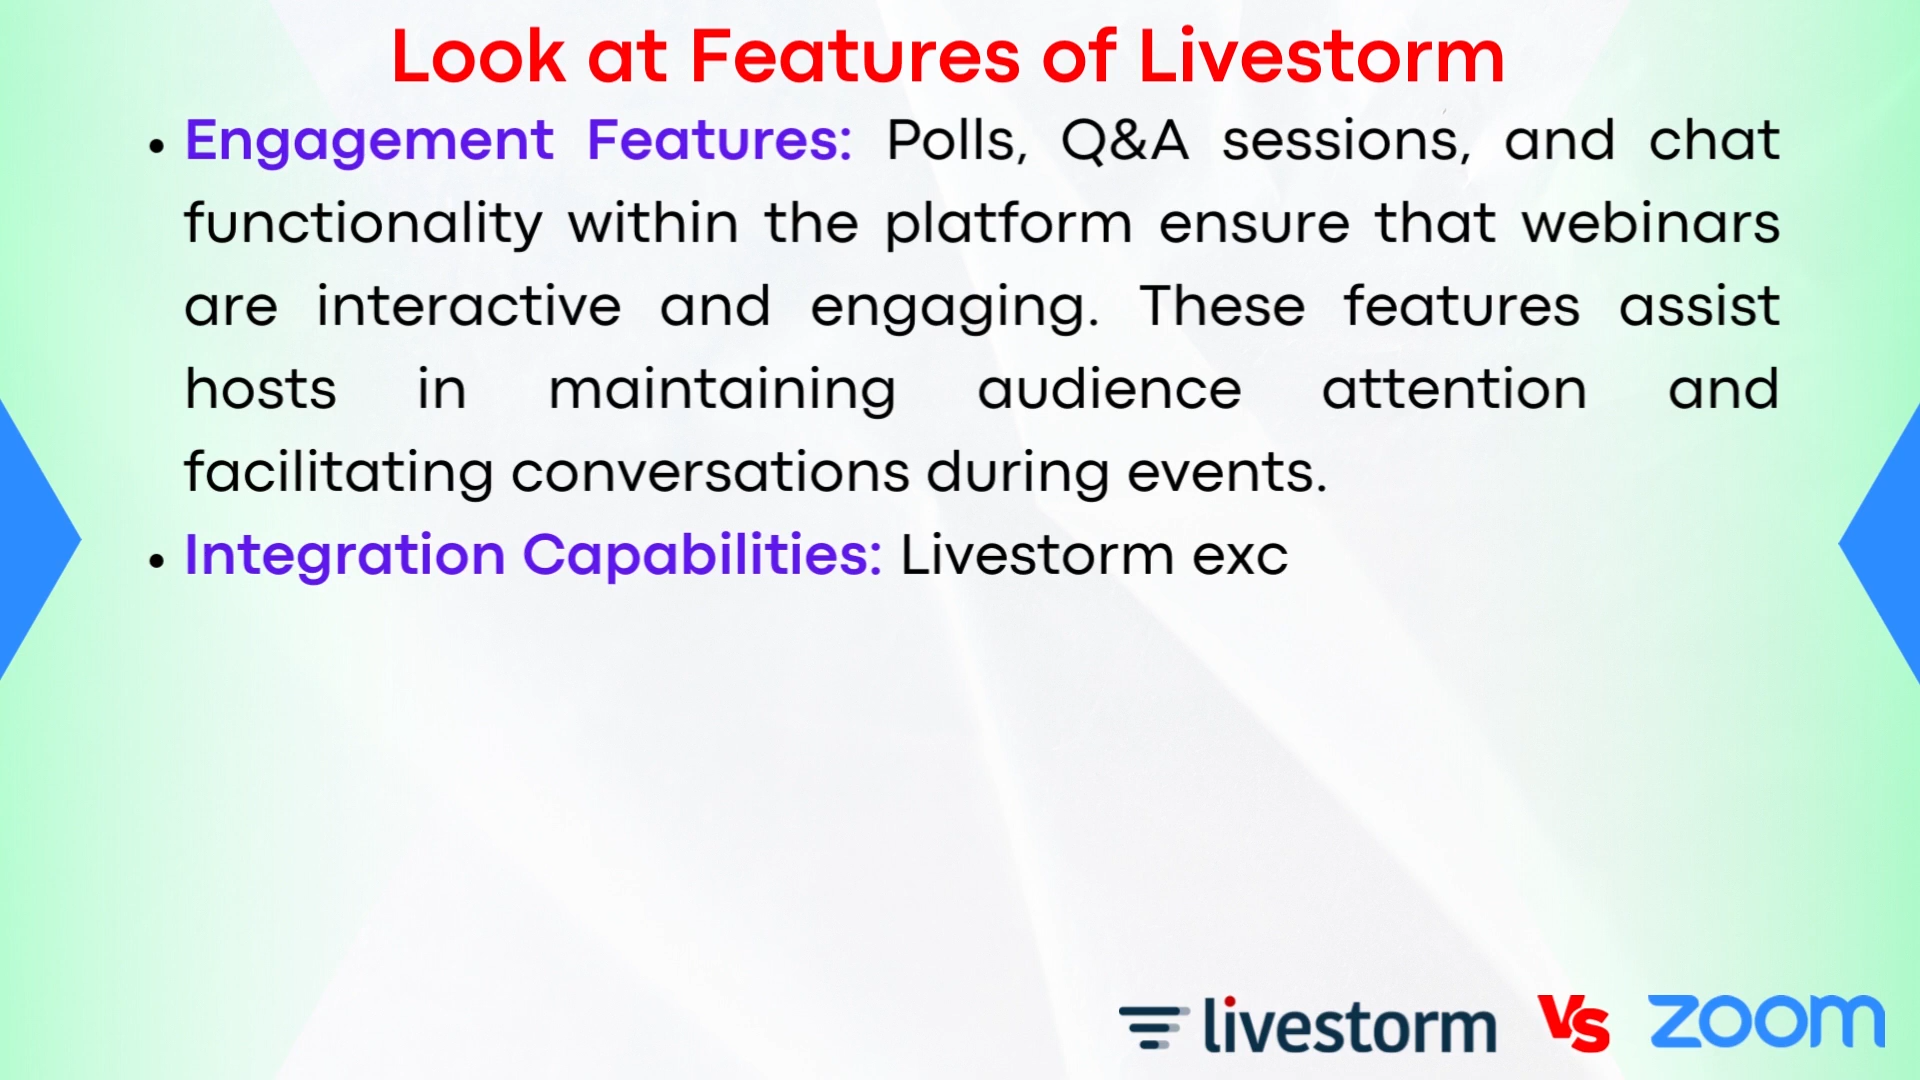 Look at Features of Livestorm
• Engagement Features: Polls, Q&A sessions, and chat
functionality within the platform ensure that webinars
are interactive and engaging. These features assist
hosts in maintaining audience attention and
facilitating conversations during events.
• Integration Capabilities: Livestorm exc
livestorm Vs zoom